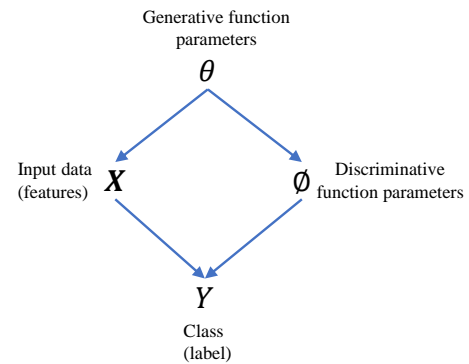 Generative function
parameters
θ
Input data
(features)
X
∅
Discriminative
function parameters
Y
Class
(label)